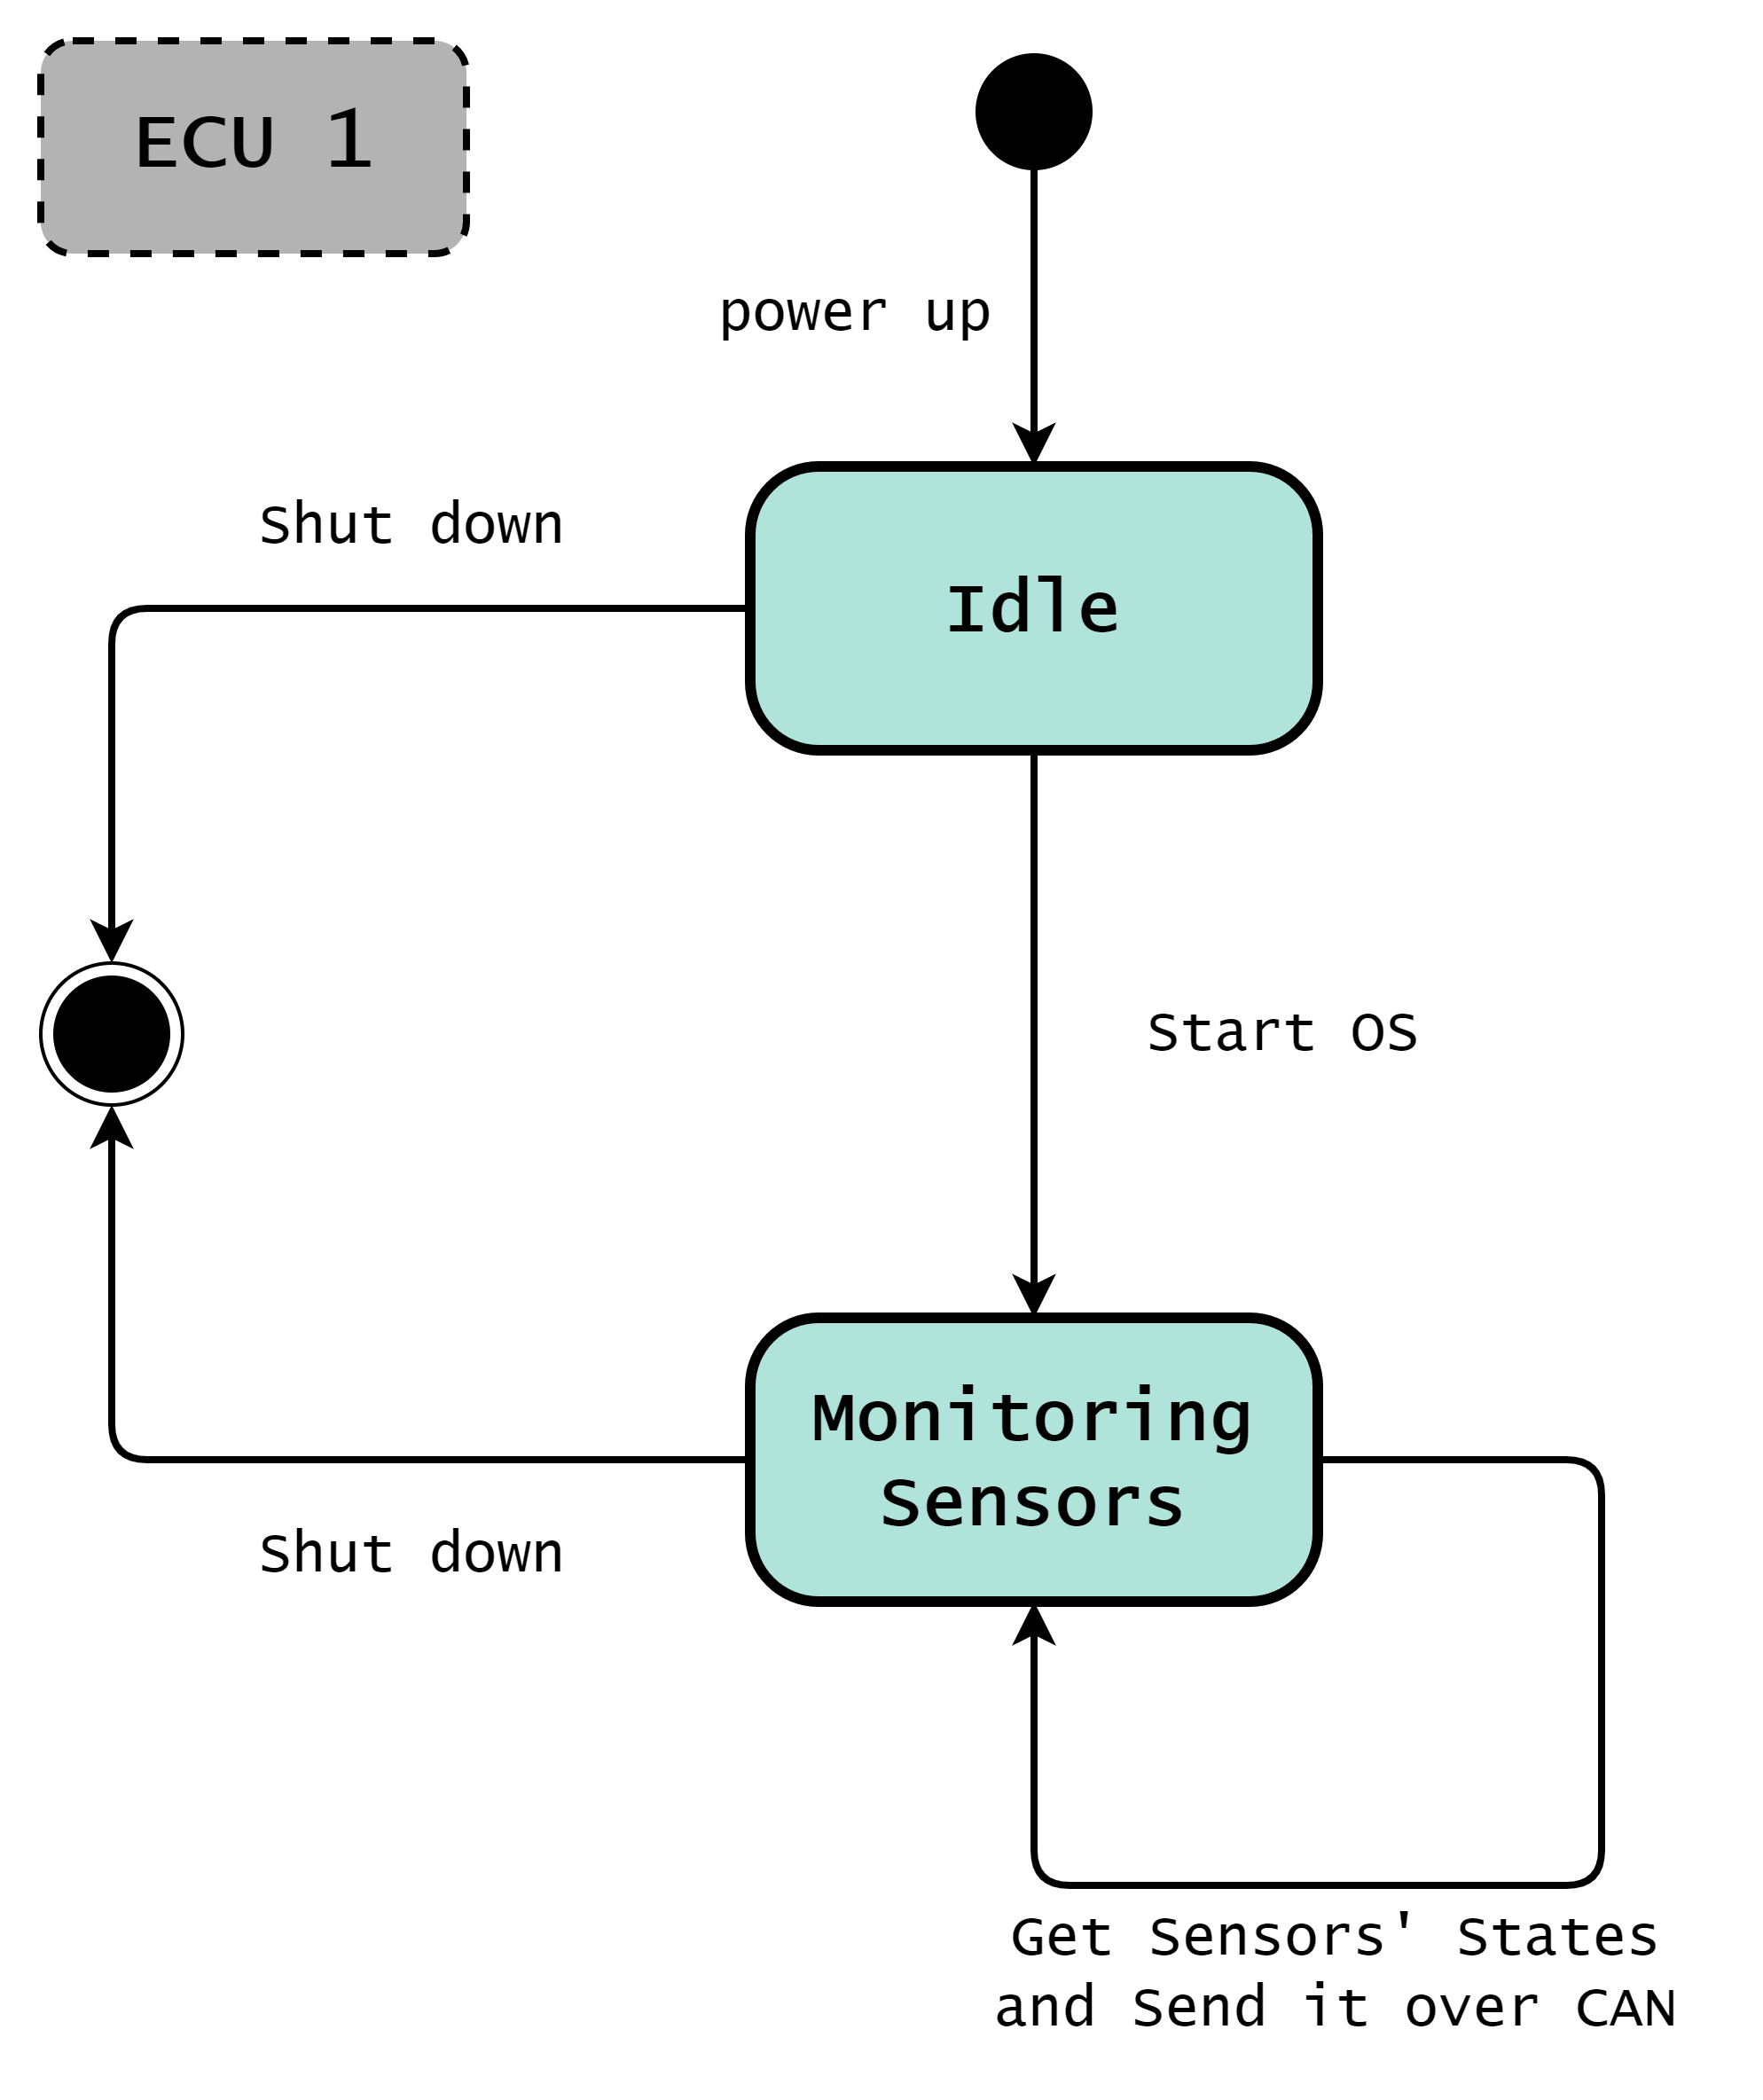 ECU 1
power up
Shut down
Idle
Start OS
Monitoring
Sensors
Shut down
Get Sensors' States
and Send it over CAN